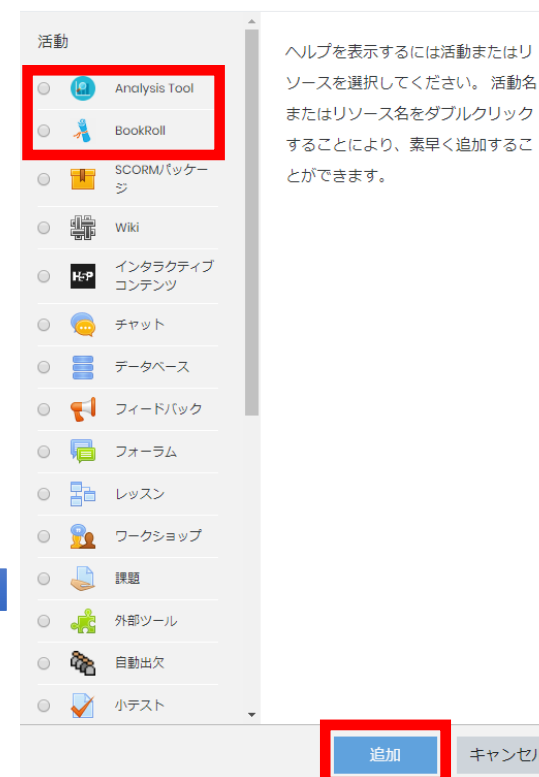 活動
Analysis Tool
BookRoll
SCORMパッケー
ジ
Wiki
H5P
インタラクティブ
コンテンツ
チャット
データベース
フィードバック
フォーラム
レッスン
ワークショップ
課題
外部ツール
自動出欠
小テスト
ヘルプを表示するには活動またはリ
ソースを選択してください。 活動名
またはリソース名をダブルクリック
することにより、素早く追加するこ
とができます。
追加
キャンセル